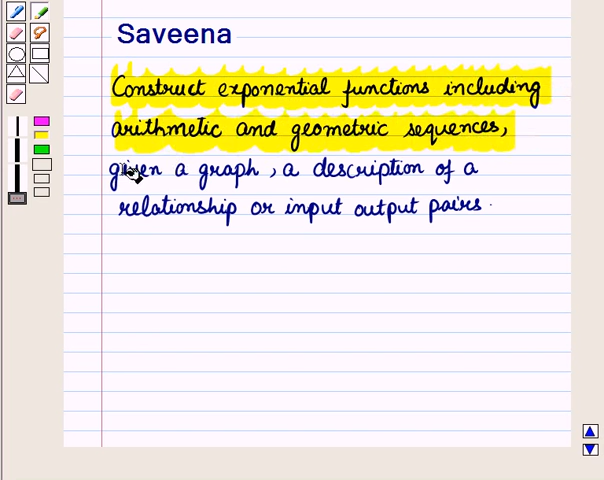 Saveena
Construct exponential functions including
arithmetic and geometric sequences,
given a graph, a description of a
relationship or input output pairs.